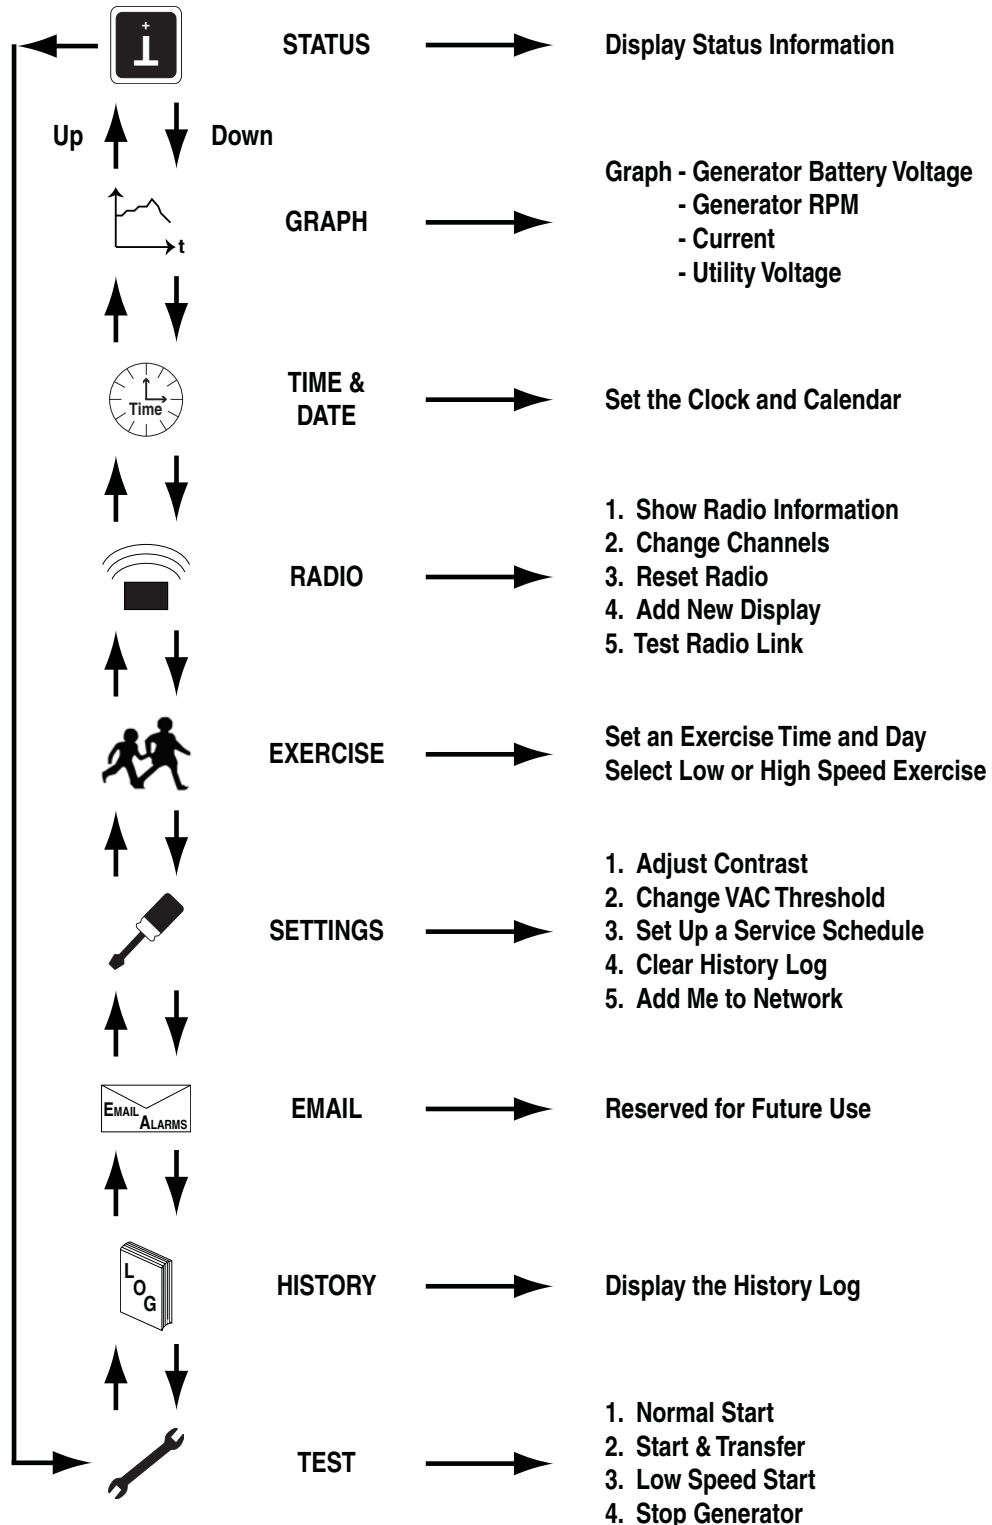 STATUS
Display Status Information
Up
Down
t
GRAPH
Graph - Generator Battery Voltage
- Generator RPM
- Current
- Utility Voltage
Time
TIME &
DATE
Set the Clock and Calendar
RADIO
1. Show Radio Information
2. Change Channels
3. Reset Radio
4. Add New Display
5. Test Radio Link
EXERCISE
Set an Exercise Time and Day
Select Low or High Speed Exercise
SETTINGS
1. Adjust Contrast
2. Change VAC Threshold
3. Set Up a Service Schedule
4. Clear History Log
5. Add Me to Network
EMAIL
ALARMS
EMAIL
Reserved for Future Use
LOG
HISTORY
Display the History Log
TEST
1. Normal Start
2. Start & Transfer
3. Low Speed Start
4. Stop Generator